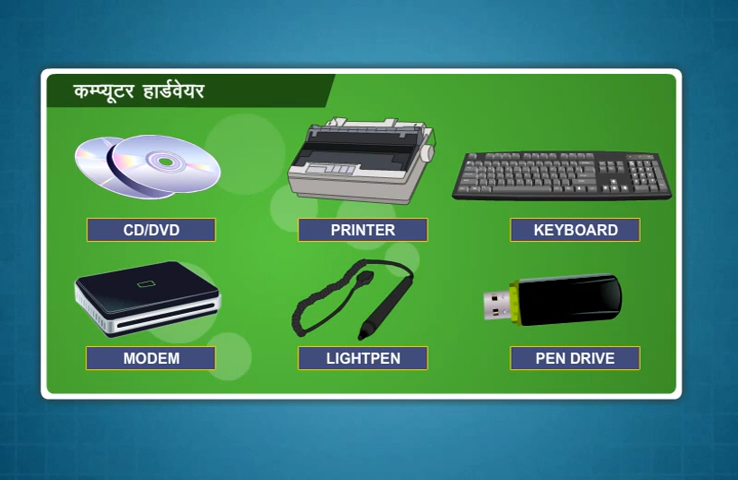 कम्प्यूटर हार्डवेयर
CD/DVD
PRINTER
KEYBOARD
MODEM
LIGHTPEN
PEN DRIVE